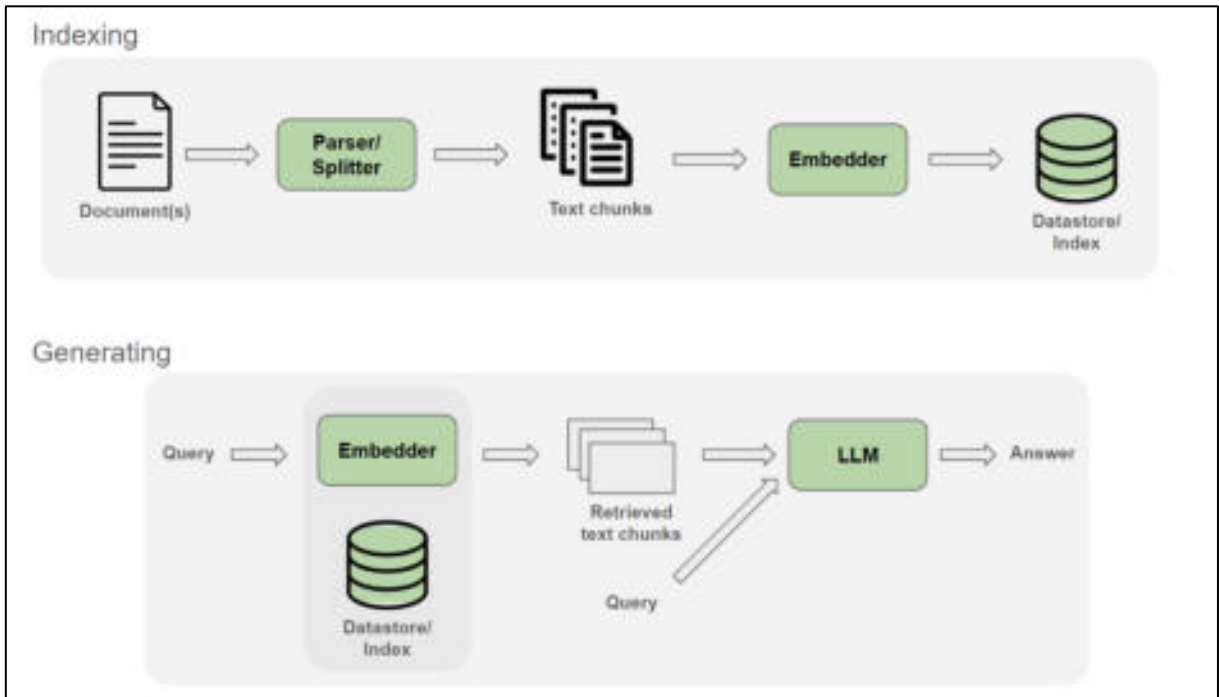 Indexing
Document(s)
Parser/
Splitter
Text chunks
Embedder
Datastore/
Index
Generating
Query
Embedder
Datastore/
Index
Retrieved
text chunks
Query
LLM
Answer